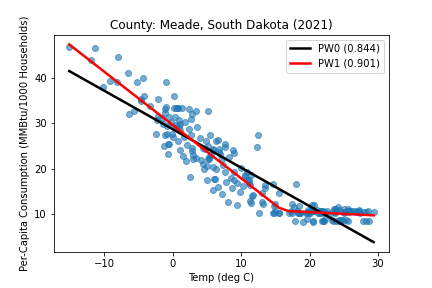 County: Meade, South Dakota (2021)
Per-Capita Consumption (MMBtu/1000 Households)
40
30
20
10
PW0 (0.844)
PW1 (0.901)
−10
0
10
20
30
Temp (deg C)